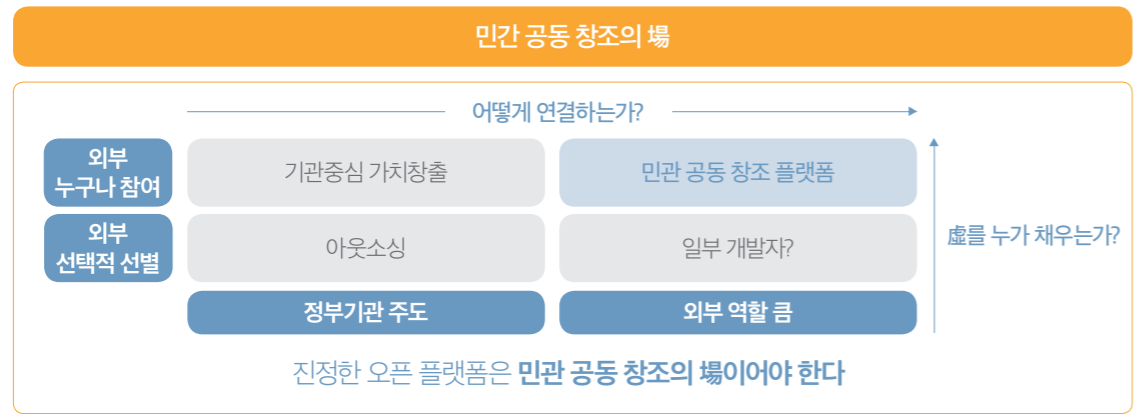 민간 공동 창조의 場
어떻게 연결하는가?
외부
누구나 참여
기관중심 가치창출
민관 공동 창조 플랫폼
외부
선택적 선별
아웃소싱
일부 개발자?
虛를 누가 채우는가?
정부기관 주도
외부 역할 큼
진정한 오픈 플랫폼은 민관 공동 창조의 場이어야 한다